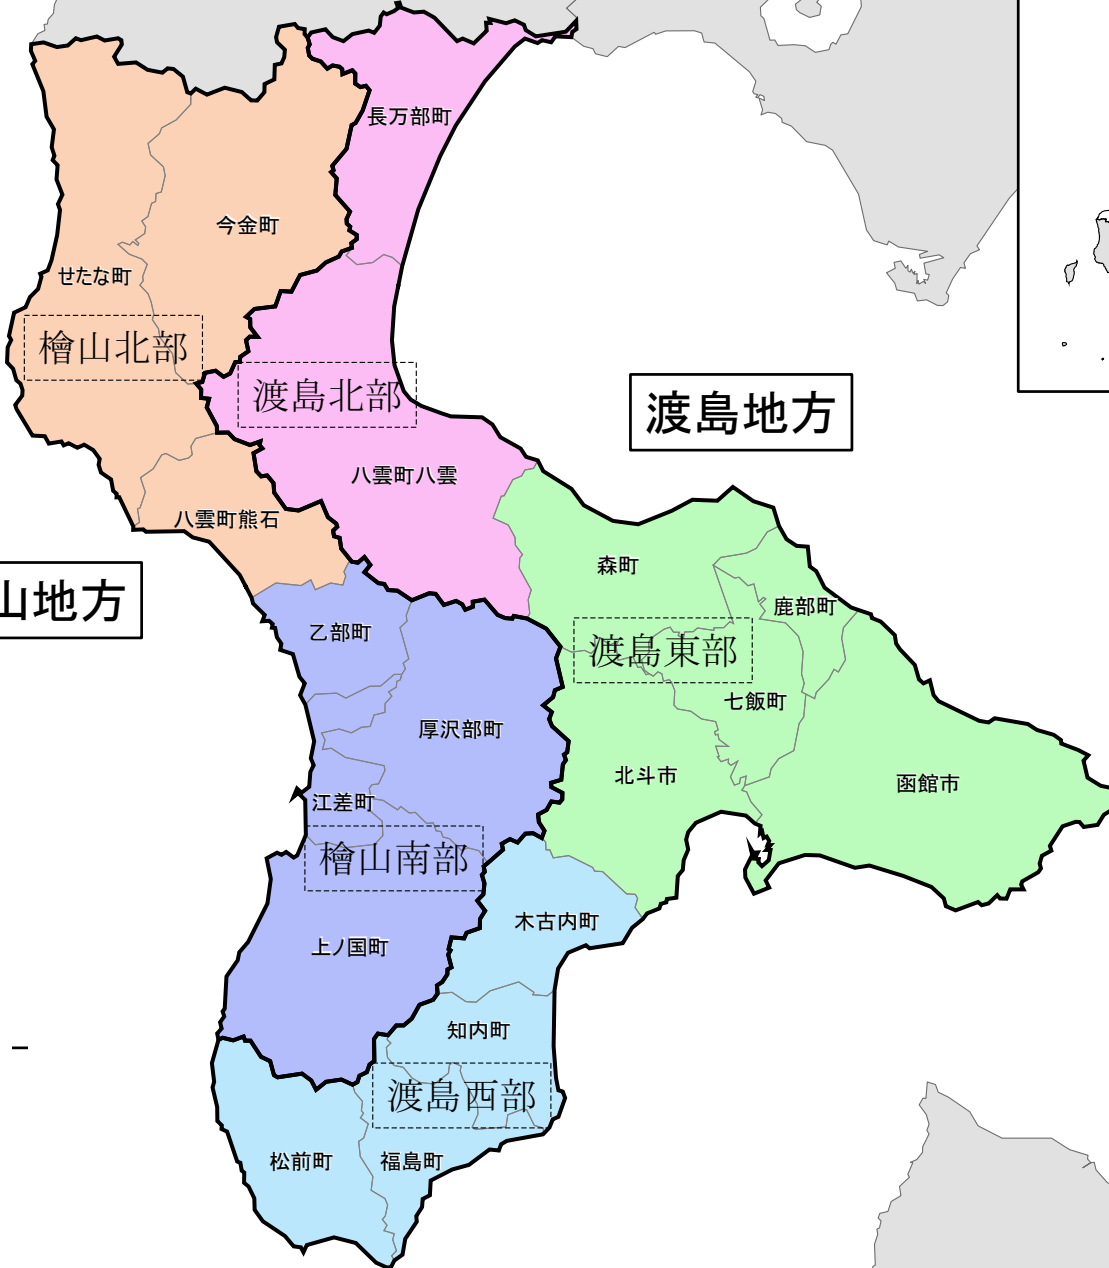 長万部町
今金町
せたな町
檜山北部
渡島北部
渡島地方
八雲町八雲
八雲町熊石
森町
山地方
鹿部町
乙部町
渡島東部
七飯町
厚沢部町
北斗市
函館市
江差町
檜山南部
木古内町
上ノ国町
知内町
渡島西部
松前町
福島町